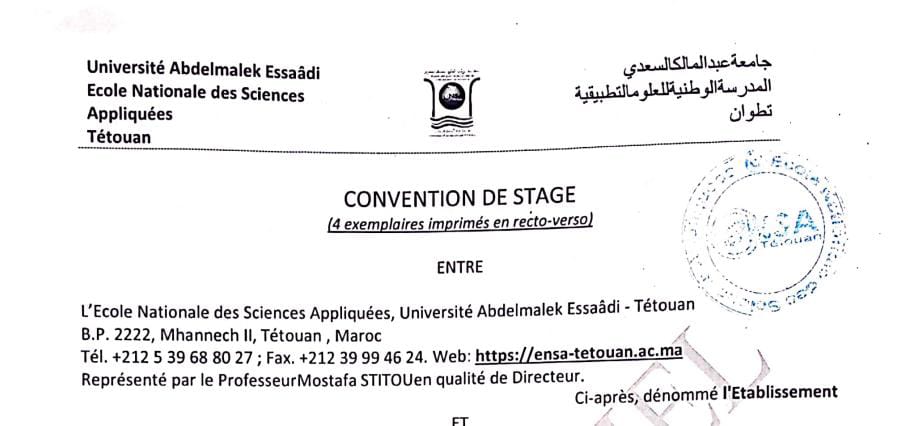 Université Abdelmalek Essaâdi
Ecole Nationale des Sciences
Appliquées
Tétouan
جامعة عبدالمالكالسعدي
المدرسةالوطنيةللعلومالتطبيقية
تطوان
CONVENTION DE STAGE
(4 exemplaires imprimés en recto-verso)
ENTRE
ENSA
Tétouan
L'Ecole Nationale des Sciences Appliquées, Université Abdelmalek Essaâdi - Tétouan
B.P. 2222, Mhannech II, Tétouan , Maroc
Tél. +212 5 39 68 80 27 ; Fax. +212 39 99 46 24. Web: https://ensa-tetouan.ac.ma
Représenté par le ProfesseurMostafa STITOUen qualité de Directeur.
Ci-après, dénommé l'Etablissement
ET